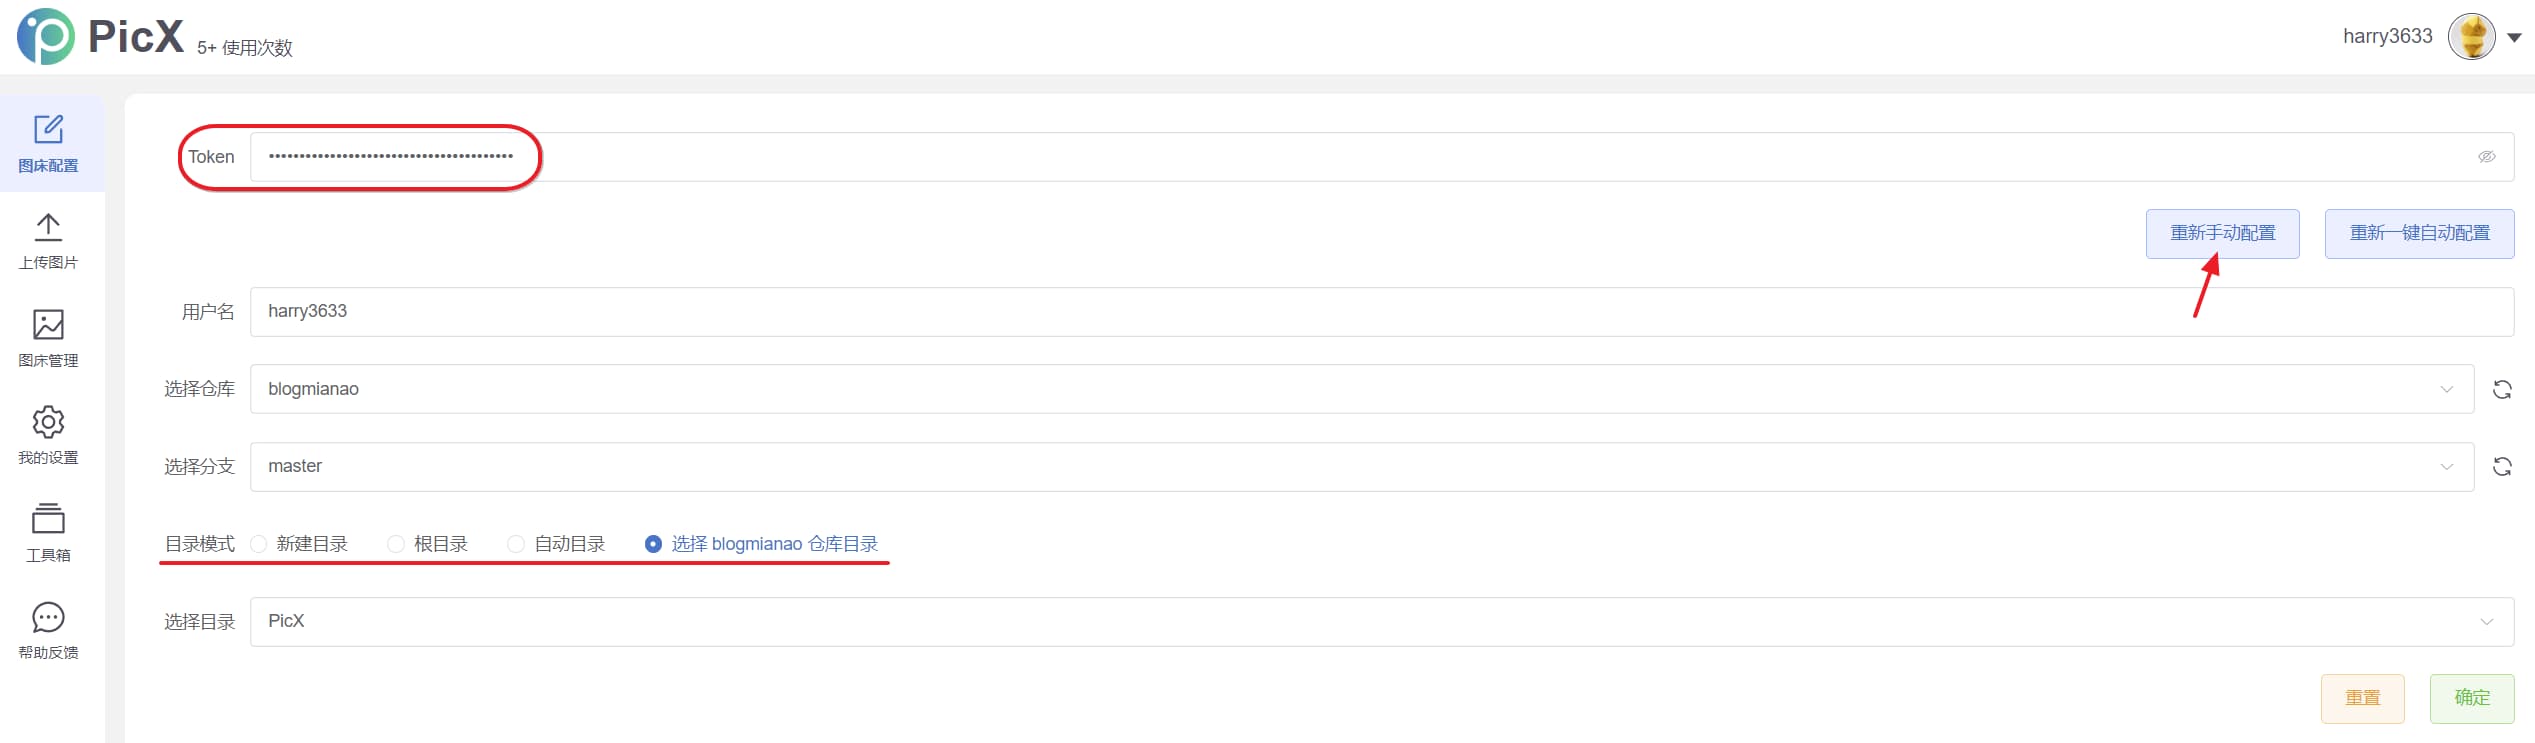 PicX 5+ 使用次数
harry3633
图床配置
上传图片
图床管理
我的设置
工具箱
帮助反馈
Token ••••••••••••••••••••••••••••••••••••••••
重新手动配置 重新一键自动配置
用户名 harry3633
选择仓库 blogmianao
选择分支 master
目录模式 新建目录 根目录 自动目录 选择 blogmianao 仓库目录
选择目录 PicX
重置 确定